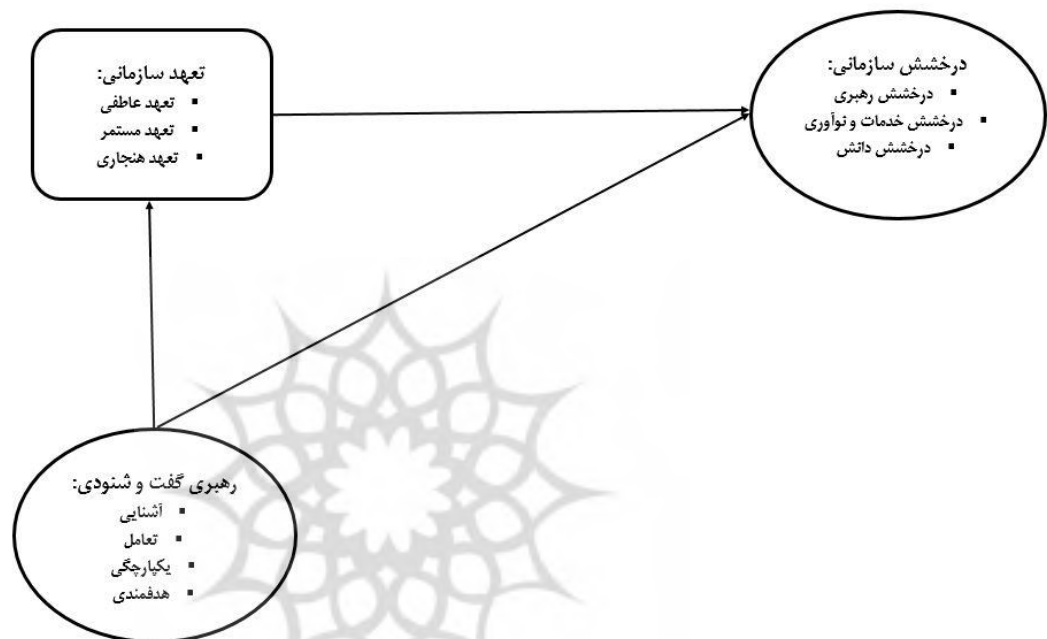 درخشش سازمانی:
▪ درخشش رهبری
▪ درخشش خدمات و نوآوری
▪ درخشش دانش
تعهد سازمانی:
▪ تعهد عاطفی
▪ تعهد مستمر
▪ تعهد هنجاری
رهبری گفت و شنودی:
▪ آشنایی
▪ تعامل
▪ یکپارچگی
▪ هدفمندی